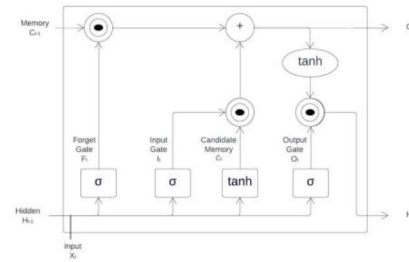 Memory
Cₜ₋₁
+
C
tanh
Forget
Gate
Fₜ
Input
Gate
Iₜ
Candidate
Memory
C̃ₜ
Output
Gate
Oₜ
σ
σ
tanh
σ
Hidden
Hₜ₋₁
H
Input
Xₜ